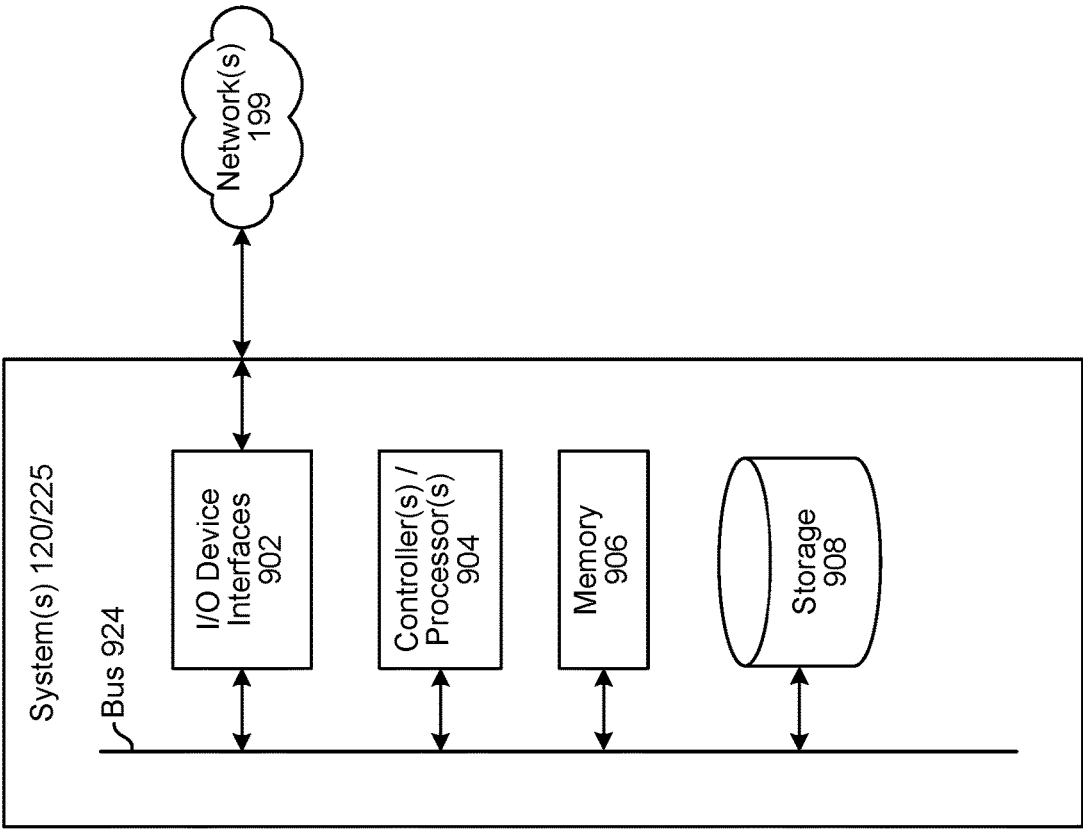 System(s) 120/225
Bus 924
I/O Device
Interfaces
902
Controller(s) /
Processor(s)
904
Memory
906
Storage
908
Network(s)
199